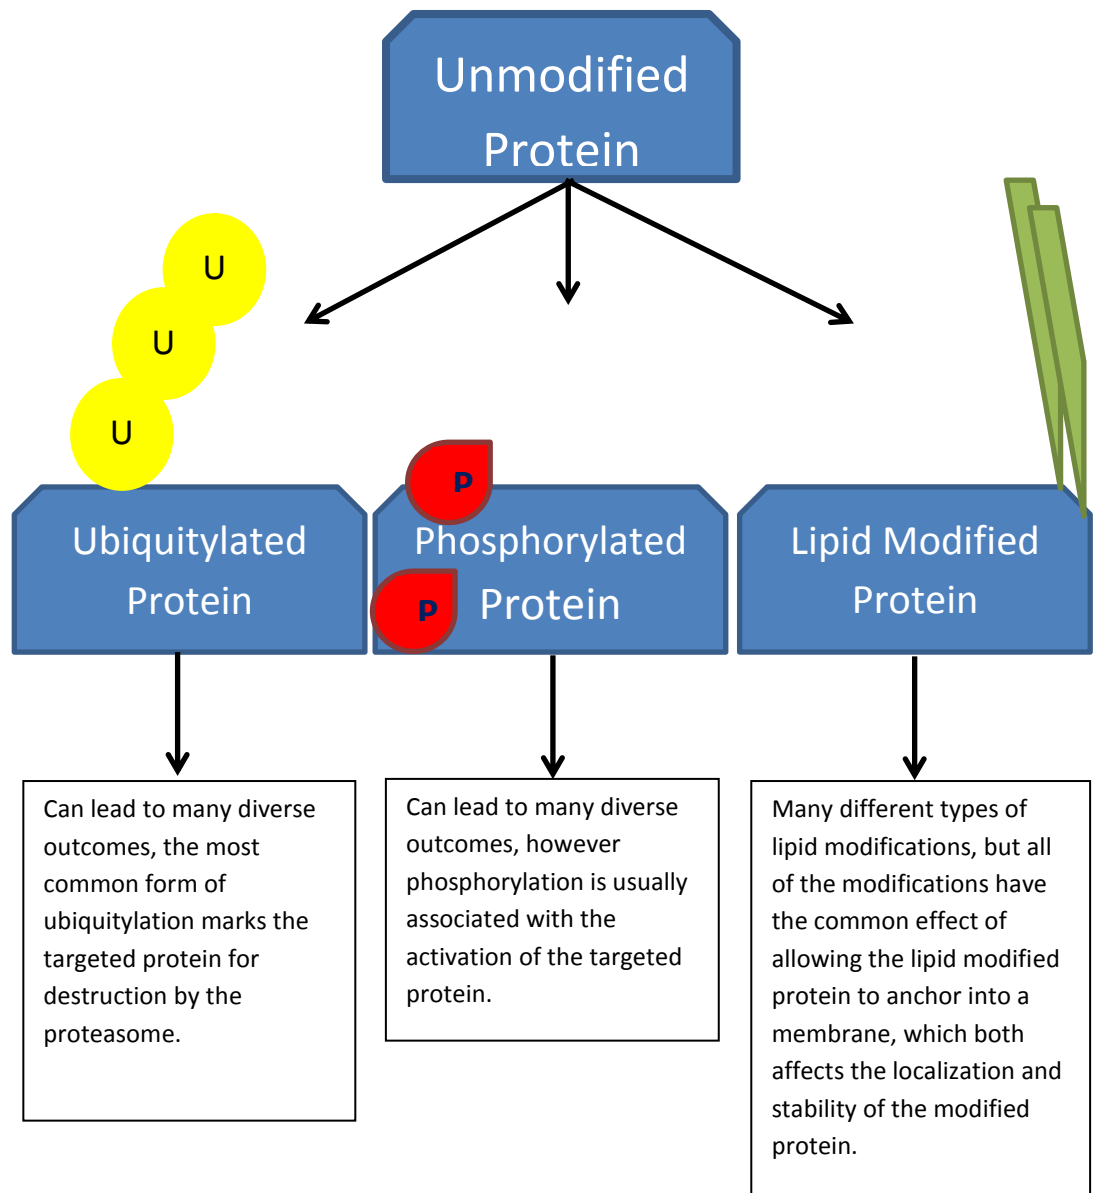 Unmodified
Protein
U
U
U
P
P
Ubiquitylated
Protein
Phosphorylated
Protein
Lipid Modified
Protein
Can lead to many diverse
outcomes, the most
common form of
ubiquitylation marks the
targeted protein for
destruction by the
proteasome.
Can lead to many diverse
outcomes, however
phosphorylation is usually
associated with the
activation of the targeted
protein.
Many different types of
lipid modifications, but all
of the modifications have
the common effect of
allowing the lipid modified
protein to anchor into a
membrane, which both
affects the localization and
stability of the modified
protein.